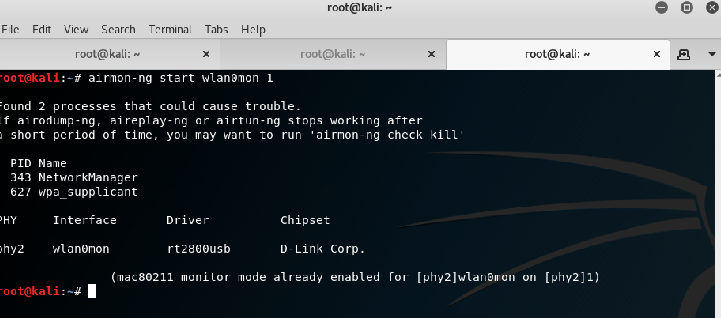 root@kali: ~
File Edit View Search Terminal Tabs Help
root@kali: ~ root@kali: ~ root@kali: ~
root@kali:~# airmon-ng start wlan0mon 1
Found 2 processes that could cause trouble.
If airodump-ng, aireplay-ng or airtun-ng stops working after
a short period of time, you may want to run 'airmon-ng check kill'
PID Name
343 NetworkManager
627 wpa_supplicant
PHY Interface Driver Chipset
phy2 wlan0mon rt2800usb D-Link Corp.
(mac80211 monitor mode already enabled for [phy2]wlan0mon on [phy2]1)
root@kali:~#